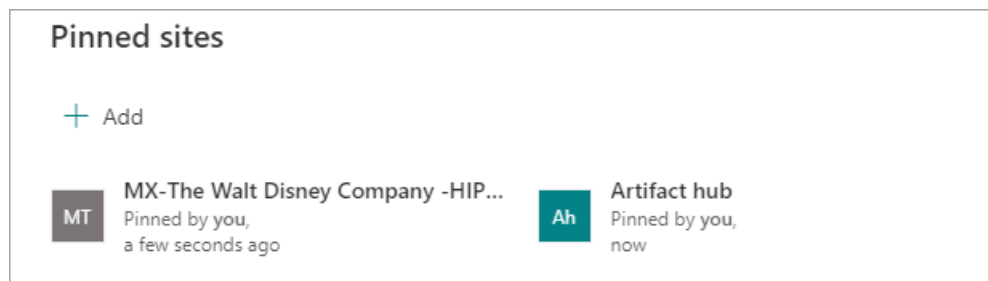 Pinned sites
+ Add
MT
MX-The Walt Disney Company -HIP...
Pinned by you,
a few seconds ago
Ah
Artifact hub
Pinned by you,
now